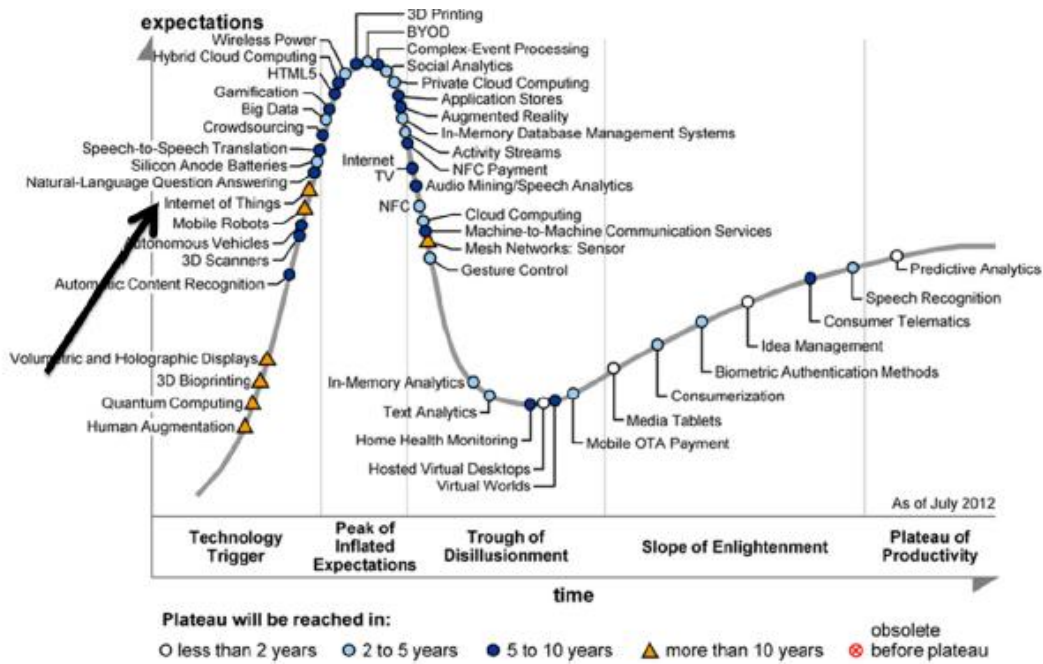 expectations
3D Printing
BYOD
Wireless Power
Complex-Event Processing
Hybrid Cloud Computing
Social Analytics
HTML5
Private Cloud Computing
Gamification
Application Stores
Big Data
Augmented Reality
Crowdsourcing
In-Memory Database Management Systems
Speech-to-Speech Translation
Activity Streams
Silicon Anode Batteries
Internet
TV
NFC Payment
Natural-Language Question Answering
Audio Mining/Speech Analytics
Internet of Things
NFC
Mobile Robots
Cloud Computing
Autonomous Vehicles
Machine-to-Machine Communication Services
3D Scanners
Mesh Networks: Sensor
Gesture Control
Automatic Content Recognition
Predictive Analytics
Speech Recognition
Consumer Telematics
Idea Management
Volumetric and Holographic Displays
Biometric Authentication Methods
3D Bioprinting
In-Memory Analytics
Consumerization
Quantum Computing
Text Analytics
Media Tablets
Human Augmentation
Home Health Monitoring
Mobile OTA Payment
Hosted Virtual Desktops
Virtual Worlds
As of July 2012
Technology
Trigger
Peak of
Inflated
Expectations
Trough of
Disillusionment
Slope of Enlightenment
Plateau of
Productivity
time
Plateau will be reached in:
less than 2 years
2 to 5 years
5 to 10 years
more than 10 years
obsolete
before plateau